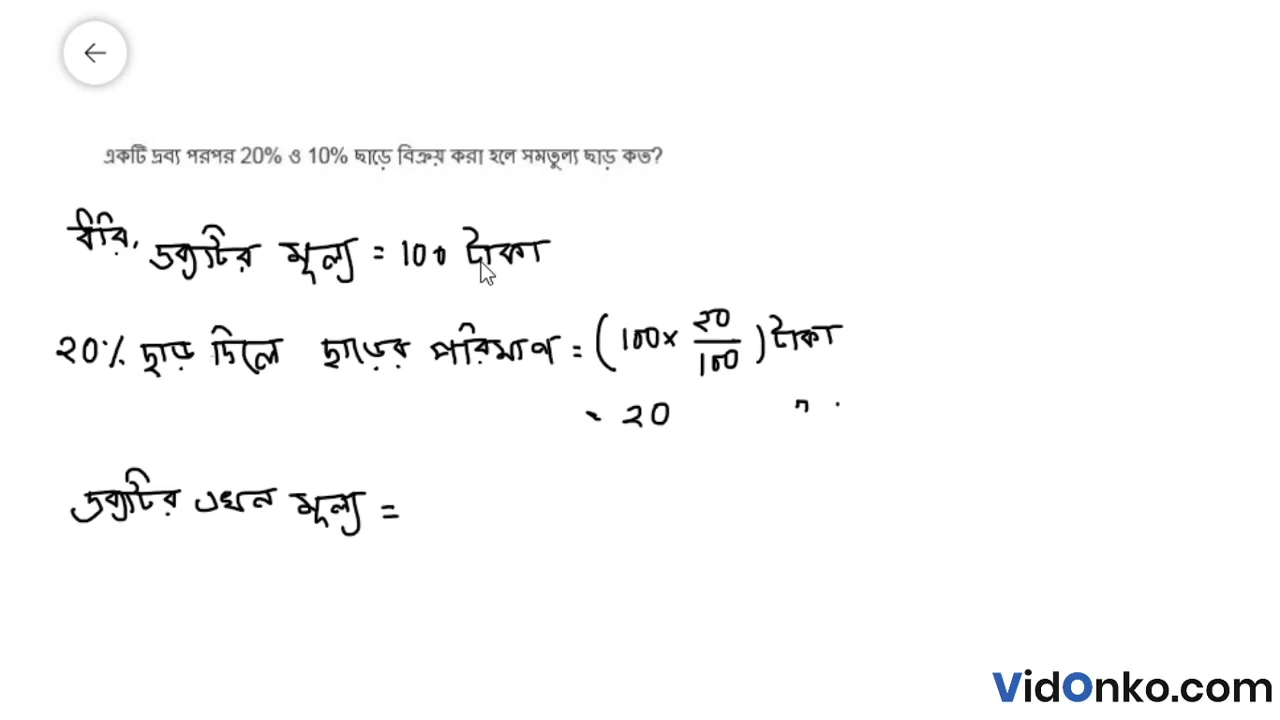 একটি দ্রব্য পরপর 20% ও 10% ছাড়ে বিক্রয় করা হলে সমতুল্য ছাড় কত?
ধরি, দ্রব্যটির মূল্য = 100 টাকা
20% ছাড় দিলে ছাড়ের পরিমাণ = (100 × 20/100) টাকা
= 20 "
দ্রব্যটির এখন মূল্য =
VidOnko.com